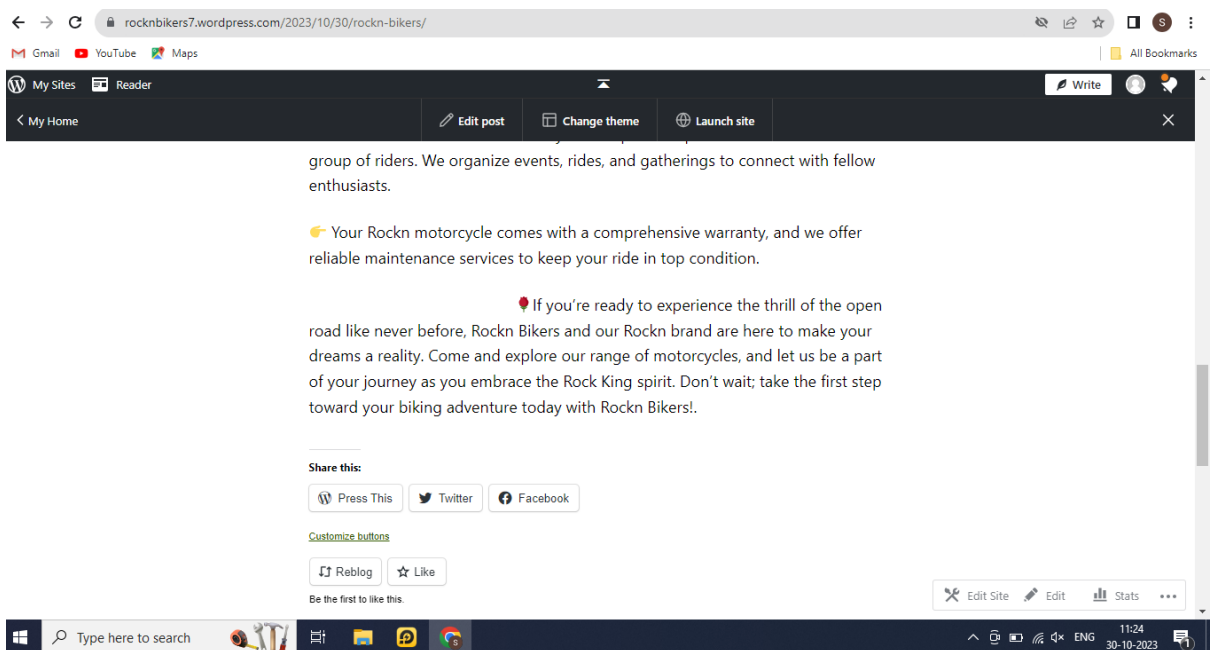 rocknbikers7.wordpress.com/2023/10/30/rockn-bikers/
S
Gmail YouTube Maps All Bookmarks
My Sites Reader Write
My Home Edit post Change theme Launch site
group of riders. We organize events, rides, and gatherings to connect with fellow
enthusiasts.
👉 Your Rockn motorcycle comes with a comprehensive warranty, and we offer
reliable maintenance services to keep your ride in top condition.
🌹If you’re ready to experience the thrill of the open
road like never before, Rockn Bikers and our Rockn brand are here to make your
dreams a reality. Come and explore our range of motorcycles, and let us be a part
of your journey as you embrace the Rock King spirit. Don’t wait; take the first step
toward your biking adventure today with Rockn Bikers!.
Share this:
Press This Twitter Facebook
Customize buttons
Reblog Like
Be the first to like this.
Edit Site Edit Stats
Type here to search
ENG
11:24
30-10-2023
1